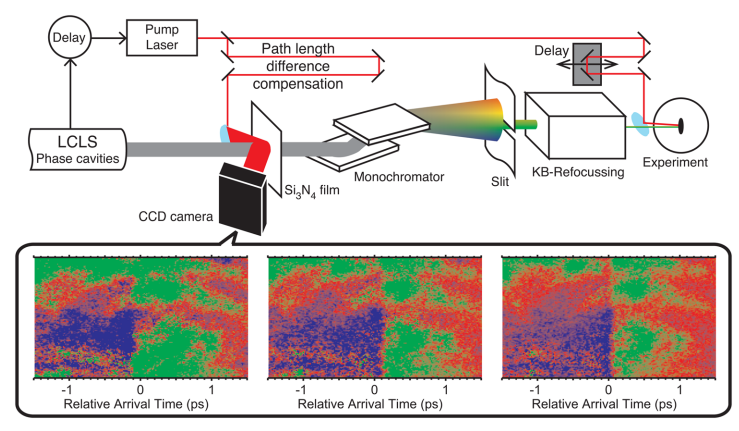 Delay
Pump
Laser
Path length
difference
compensation
Delay
LCLS
Phase cavities
Si3N4 film
CCD camera
Monochromator
Slit
KB-Refocussing
Experiment
-1 0 1
Relative Arrival Time (ps)
-1 0 1
Relative Arrival Time (ps)
-1 0 1
Relative Arrival Time (ps)